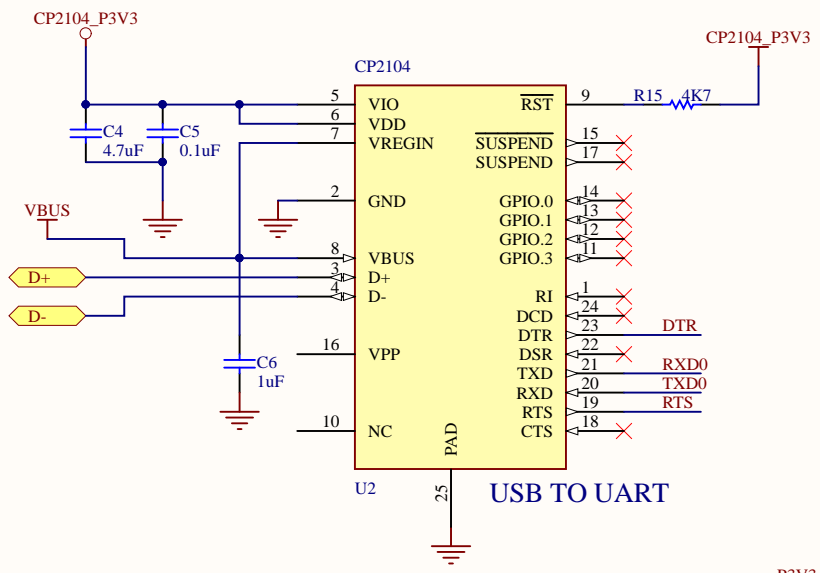 CP2104_P3V3
CP2104_P3V3
CP2104
5 VIO
6 VDD
7 VREGIN
2 GND
8 VBUS
3 D+
4 D-
16 VPP
10 NC
RST 9
SUSPEND 15
SUSPEND 17
GPIO.0 14
GPIO.1 13
GPIO.2 12
GPIO.3 11
RI 1
DCD 24
DTR 23
DSR 22
TXD 21
RXD 20
RTS 19
CTS 18
PAD
25
R15 4K7
C4
4.7uF
C5
0.1uF
VBUS
D+
D-
C6
1uF
DTR
RXD0
TXD0
RTS
U2
USB TO UART
P3V3